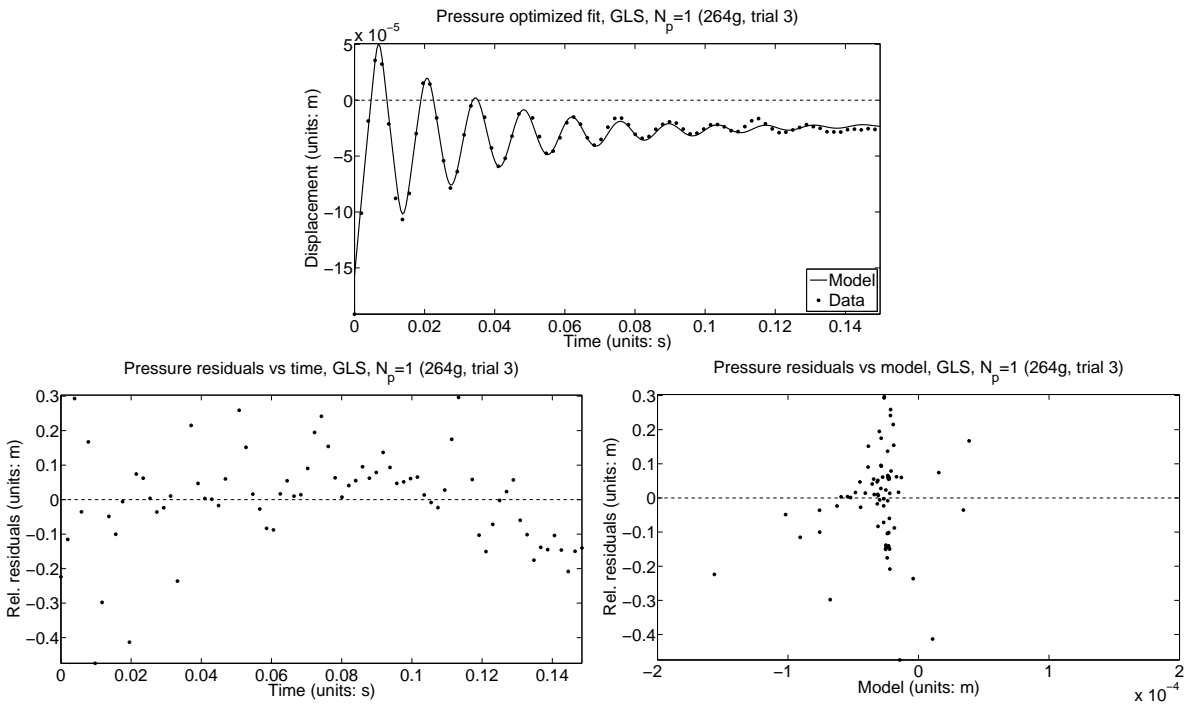 Pressure optimized fit, GLS, N_p=1 (264g, trial 3)
x 10^−5
5
0
−5
−10
−15
Displacement (units: m)
0 0.02 0.04 0.06 0.08 0.1 0.12 0.14
Time (units: s)
Model
Data
Pressure residuals vs time, GLS, N_p=1 (264g, trial 3)
0.3
0.2
0.1
0
−0.1
−0.2
−0.3
−0.4
Rel. residuals (units: m)
0 0.02 0.04 0.06 0.08 0.1 0.12 0.14
Time (units: s)
Pressure residuals vs model, GLS, N_p=1 (264g, trial 3)
0.3
0.2
0.1
0
−0.1
−0.2
−0.3
−0.4
Rel. residuals (units: m)
−2 −1 0 1 2
Model (units: m)
x 10^−4